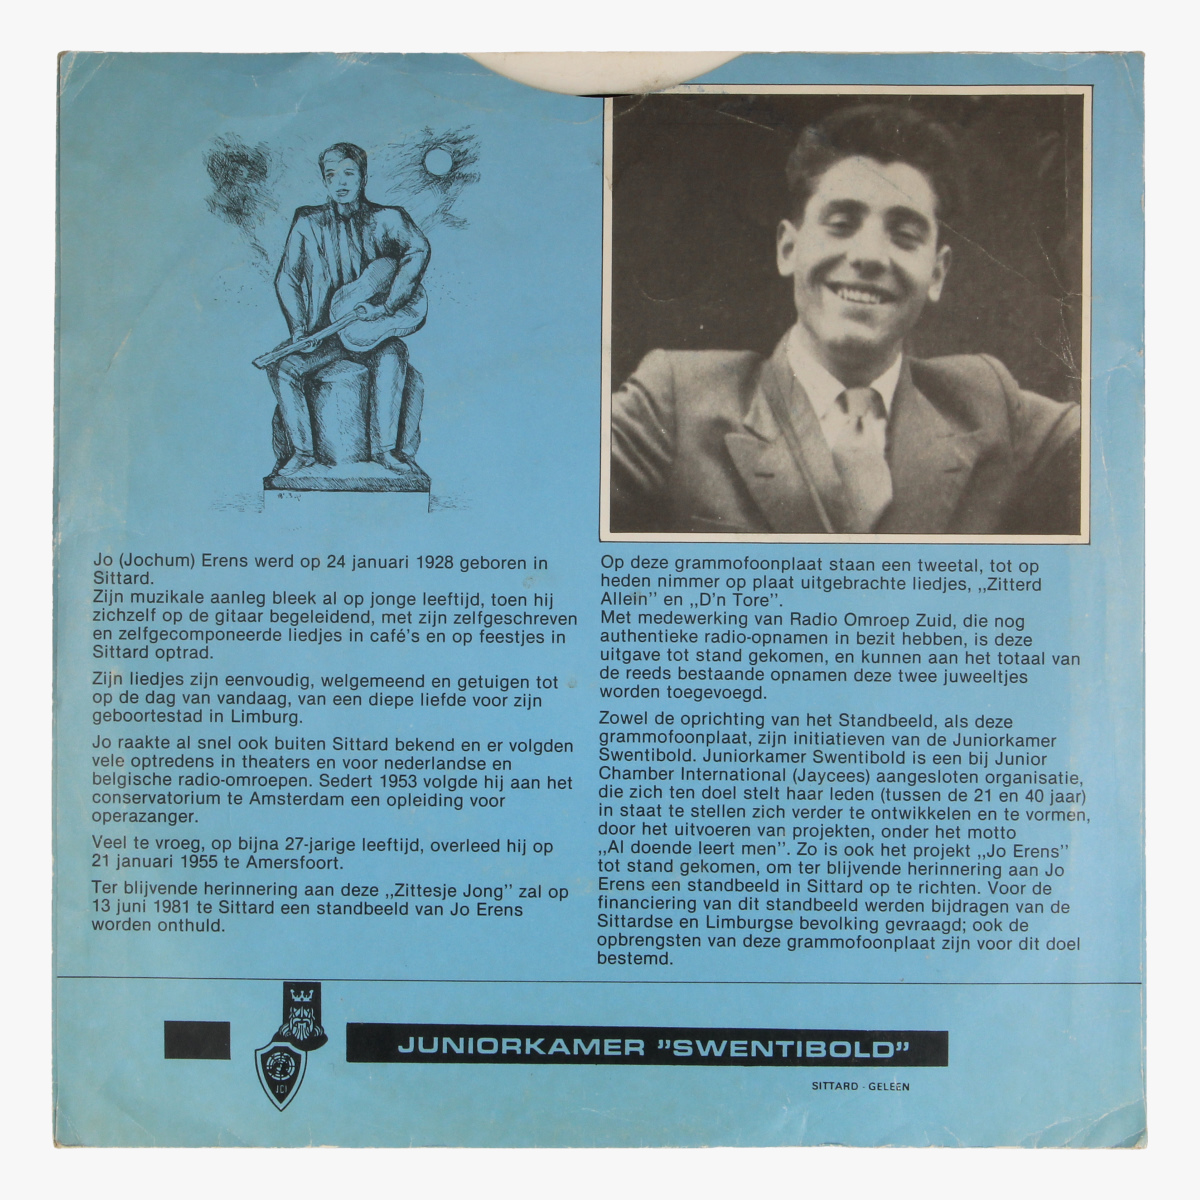 Jo (Jochum) Erens werd op 24 januari 1928 geboren in
Sittard.
Zijn muzikale aanleg bleek al op jonge leeftijd, toen hij
zichzelf op de gitaar begeleidend, met zijn zelfgeschreven
en zelfgecomponeerde liedjes in café's en op feestjes in
Sittard optrad.
Zijn liedjes zijn eenvoudig, welgemeend en getuigen tot
op de dag van vandaag, van een diepe liefde voor zijn
geboortestad in Limburg.
Jo raakte al snel ook buiten Sittard bekend en er volgden
vele optredens in theaters en voor nederlandse en
belgische radio-omroepen. Sedert 1953 volgde hij aan het
conservatorium te Amsterdam een opleiding voor
operazanger.
Veel te vroeg, op bijna 27-jarige leeftijd, overleed hij op
21 januari 1955 te Amersfoort.
Ter blijvende herinnering aan deze ,,Zittesje Jong" zal op
13 juni 1981 te Sittard een standbeeld van Jo Erens
worden onthuld.
Op deze grammofoonplaat staan een tweetal, tot op
heden nimmer op plaat uitgebrachte liedjes, ,,Zitterd
Allein" en ,,D'n Tore".
Met medewerking van Radio Omroep Zuid, die nog
authentieke radio-opnamen in bezit hebben, is deze
uitgave tot stand gekomen, en kunnen aan het totaal van
de reeds bestaande opnamen deze twee juweeltjes
worden toegevoegd.
Zowel de oprichting van het Standbeeld, als deze
grammofoonplaat, zijn initiatieven van de Juniorkamer
Swentibold. Juniorkamer Swentibold is een bij Junior
Chamber International (Jaycees) aangesloten organisatie,
die zich ten doel stelt haar leden (tussen de 21 en 40 jaar)
in staat te stellen zich verder te ontwikkelen en te vormen,
door het uitvoeren van projekten, onder het motto
,,Al doende leert men". Zo is ook het projekt ,,Jo Erens"
tot stand gekomen, om ter blijvende herinnering aan Jo
Erens een standbeeld in Sittard op te richten. Voor de
financiering van dit standbeeld werden bijdragen van de
Sittardse en Limburgse bevolking gevraagd; ook de
opbrengsten van deze grammofoonplaat zijn voor dit doel
bestemd.
JCI
JUNIORKAMER "SWENTIBOLD"
SITTARD - GELEEN